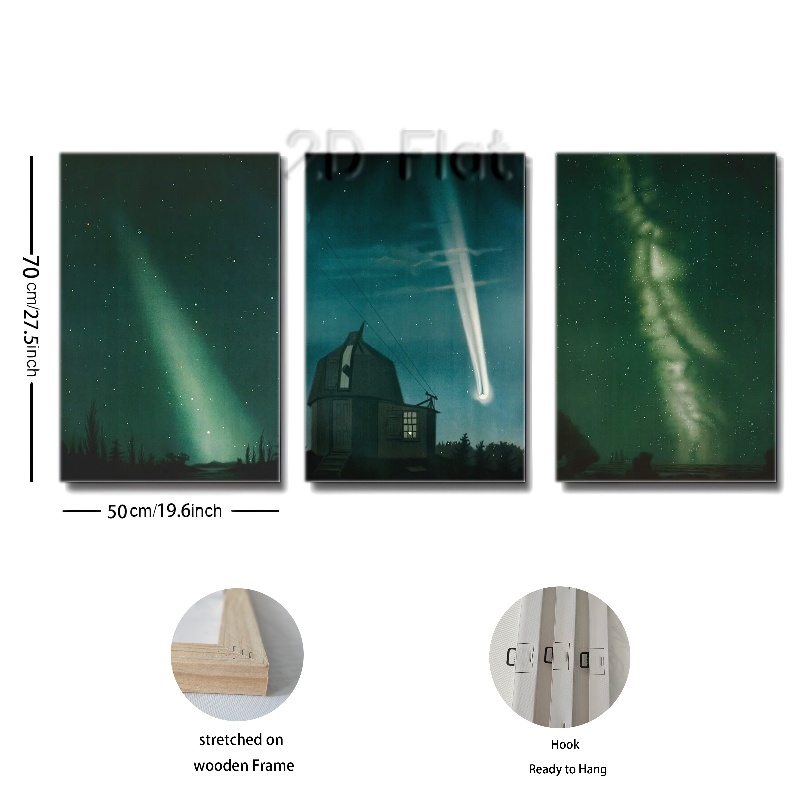 2D Flat
70 cm/27.5inch
50cm/19.6inch
stretched on
wooden Frame
Hook
Ready to Hang